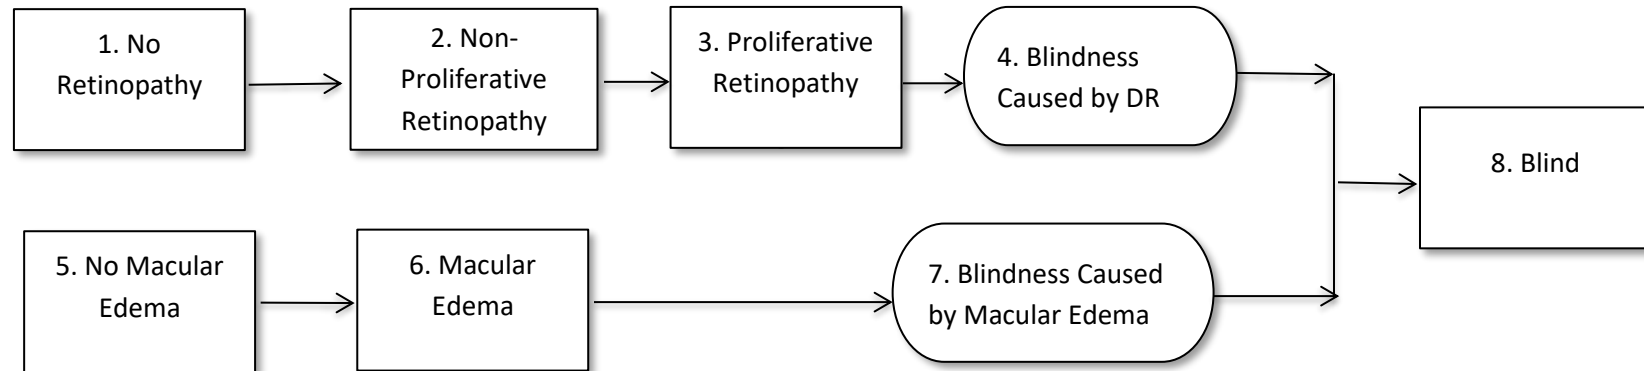 1. No
Retinopathy
2. Non-
Proliferative
Retinopathy
3. Proliferative
Retinopathy
4. Blindness
Caused by DR
8. Blind
5. No Macular
Edema
6. Macular
Edema
7. Blindness Caused
by Macular Edema